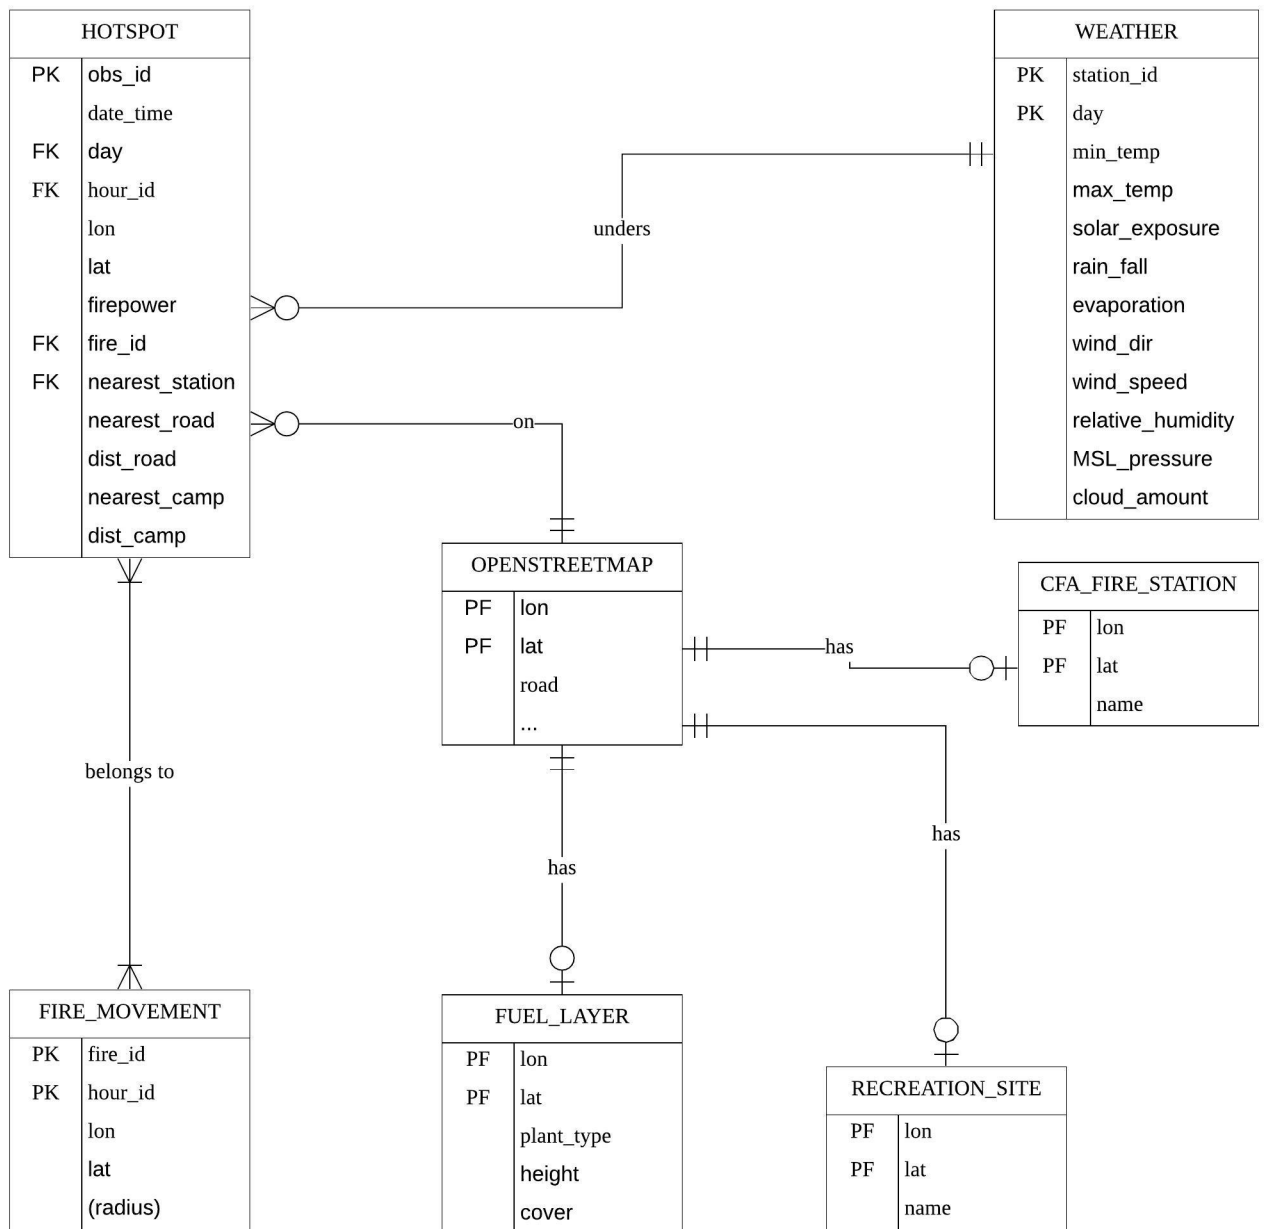 HOTSPOT
PK obs_id
date_time
FK day
FK hour_id
lon
lat
firepower
FK fire_id
FK nearest_station
nearest_road
dist_road
nearest_camp
dist_camp
WEATHER
PK station_id
PK day
min_temp
max_temp
solar_exposure
rain_fall
evaporation
wind_dir
wind_speed
relative_humidity
MSL_pressure
cloud_amount
unders
on
OPENSTREETMAP
PF lon
PF lat
road
...
has
CFA_FIRE_STATION
PF lon
PF lat
name
belongs to
has
has
FIRE_MOVEMENT
PK fire_id
PK hour_id
lon
lat
(radius)
FUEL_LAYER
PF lon
PF lat
plant_type
height
cover
RECREATION_SITE
PF lon
PF lat
name